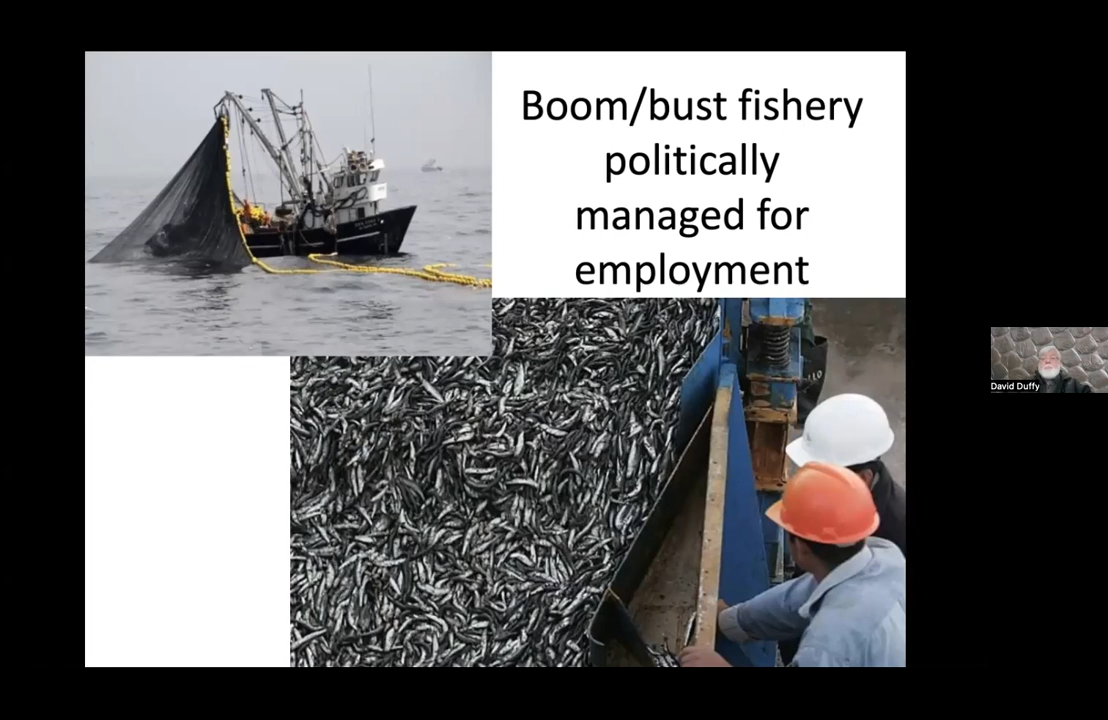 Boom/bust fishery
politically
managed for
employment
David Duffy